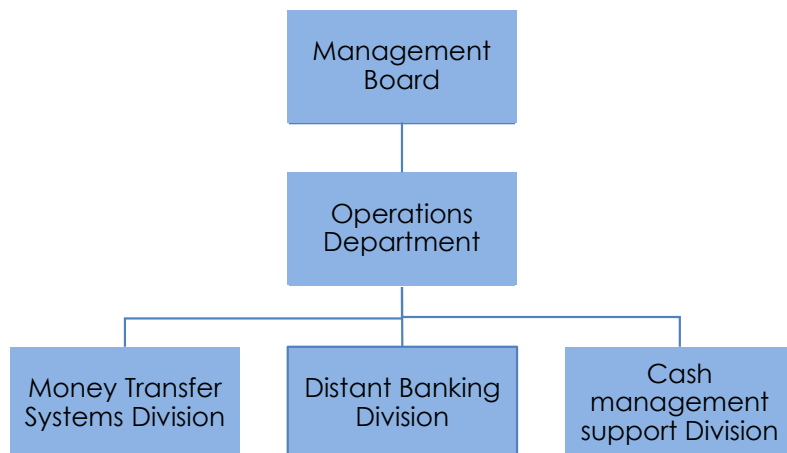 Management
Board
Operations
Department
Money Transfer
Systems Division
Distant Banking
Division
Cash
management
support Division